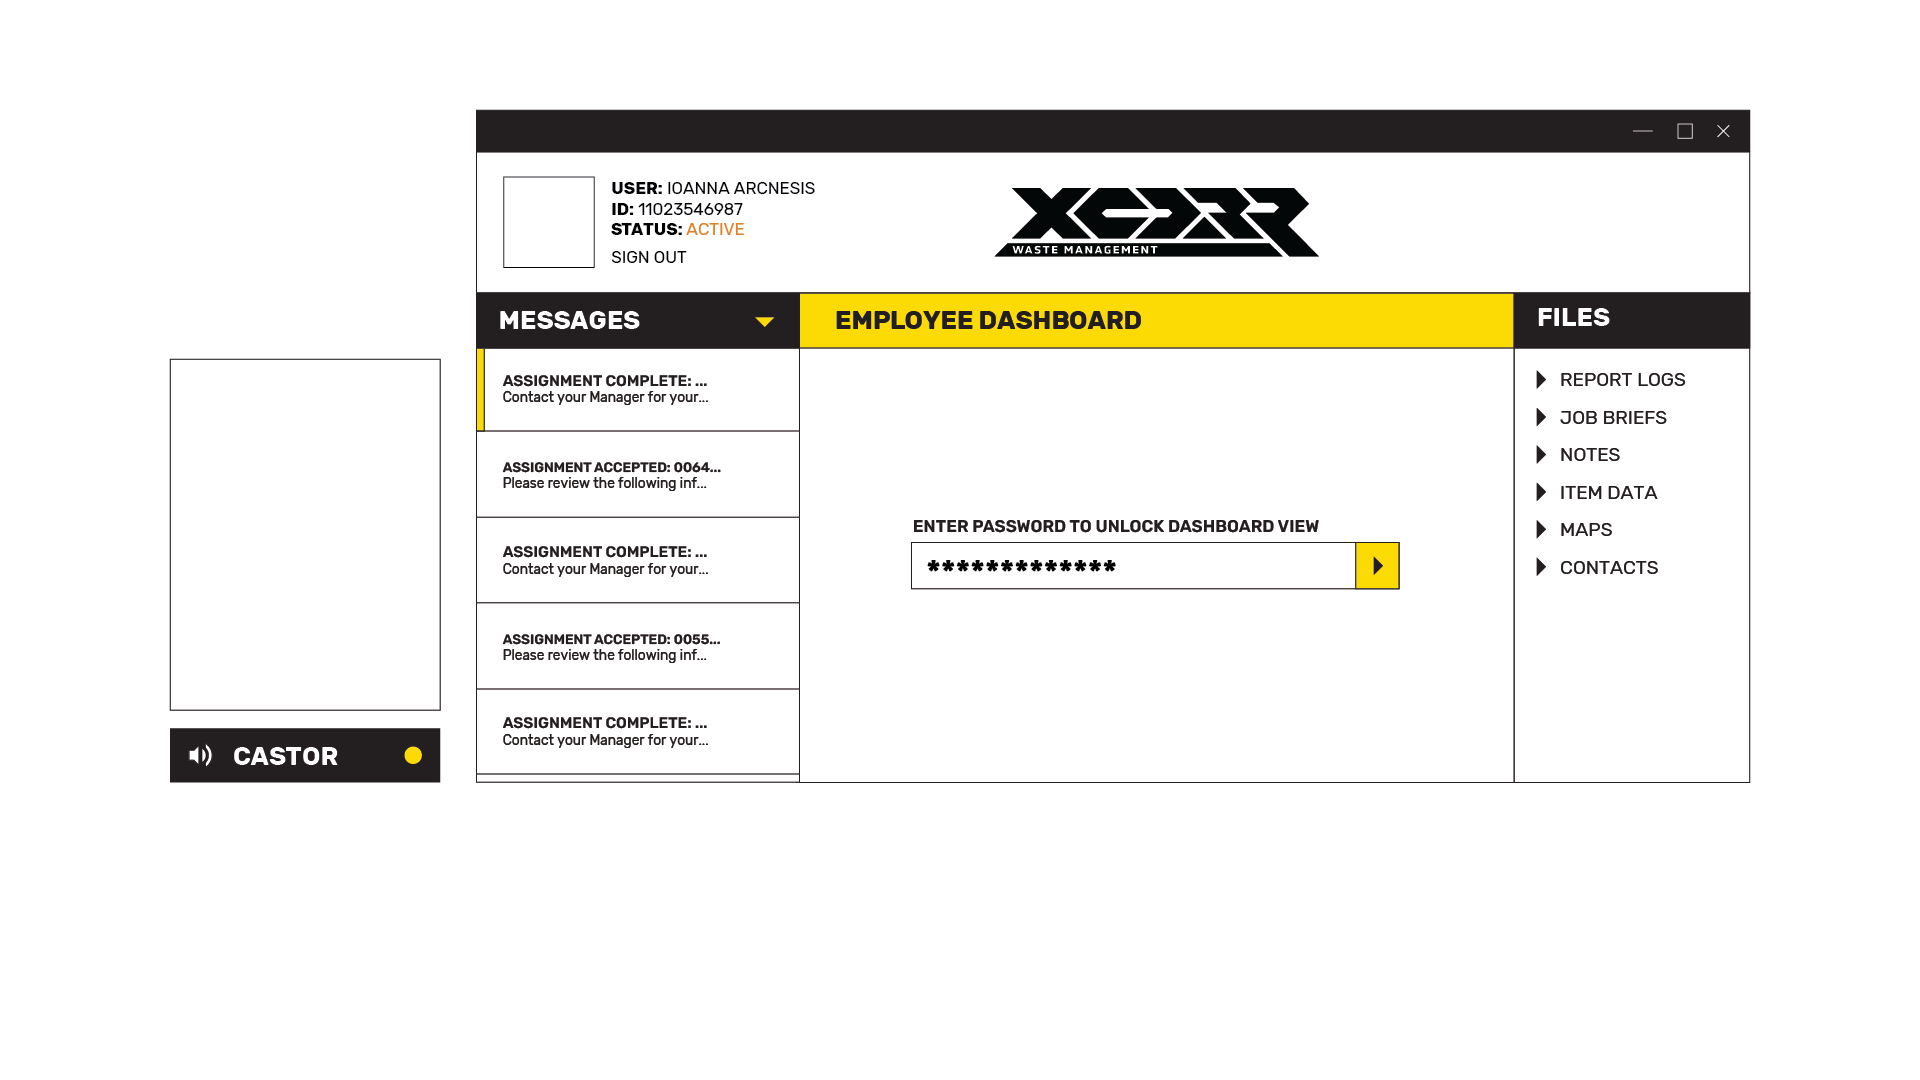 USER: IOANNA ARCNESIS
ID: 11023546987
STATUS: ACTIVE
SIGN OUT
XCARR
WASTE MANAGEMENT
MESSAGES
EMPLOYEE DASHBOARD
FILES
ASSIGNMENT COMPLETE: ...
Contact your Manager for your...
ASSIGNMENT ACCEPTED: 0064...
Please review the following inf...
ASSIGNMENT COMPLETE: ...
Contact your Manager for your...
ASSIGNMENT ACCEPTED: 0055...
Please review the following inf...
ASSIGNMENT COMPLETE: ...
Contact your Manager for your...
ENTER PASSWORD TO UNLOCK DASHBOARD VIEW
*************
REPORT LOGS
JOB BRIEFS
NOTES
ITEM DATA
MAPS
CONTACTS
CASTOR